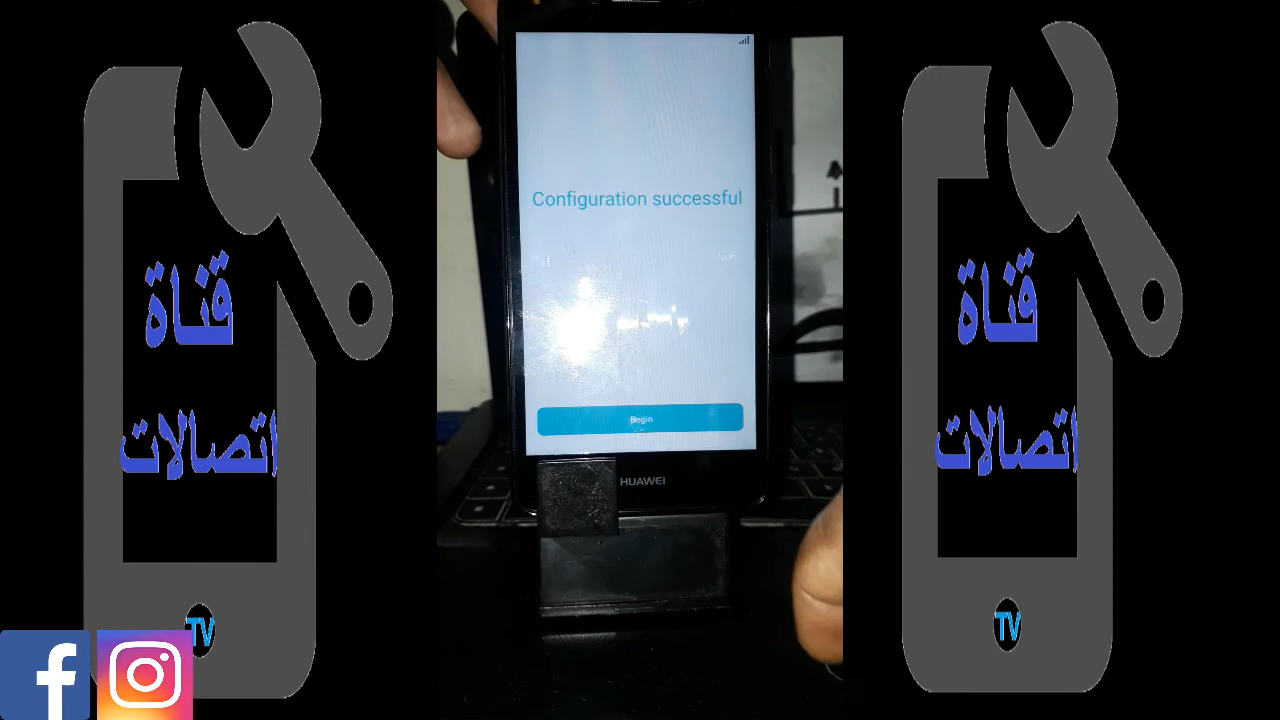 قناة
اتصالات
TV
Configuration successful
Begin
HUAWEI
قناة
اتصالات
TV